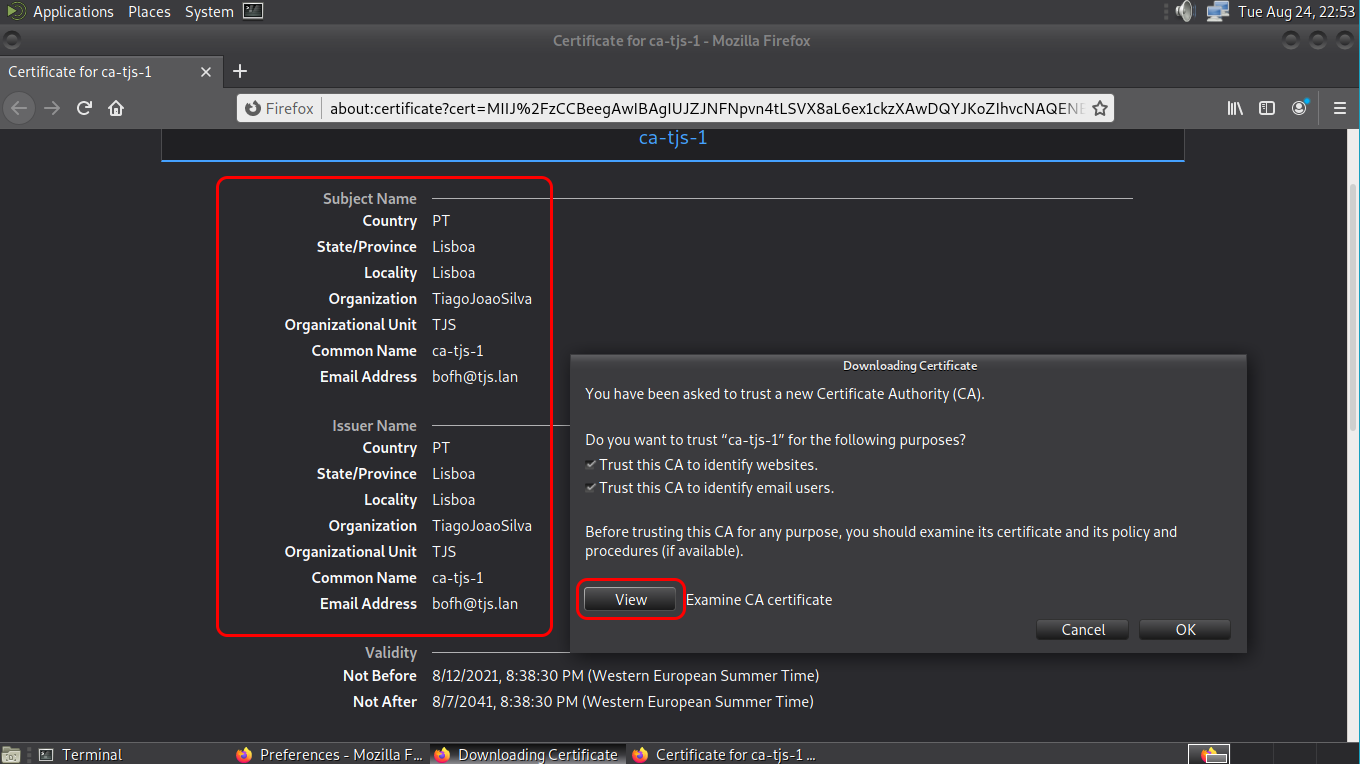 Applications Places System Tue Aug 24, 22:53
Certificate for ca-tjs-1 - Mozilla Firefox
Certificate for ca-tjs-1
Firefox about:certificate?cert=MIIJ%2FzCCBeegAwIBAgIUJZJNFNpvn4tLSVX8aL6ex1ckzXAwDQYJKoZIhvcNAQENB
ca-tjs-1
Subject Name
Country PT
State/Province Lisboa
Locality Lisboa
Organization TiagoJoaoSilva
Organizational Unit TJS
Common Name ca-tjs-1
Email Address bofh@tjs.lan
Issuer Name
Country PT
State/Province Lisboa
Locality Lisboa
Organization TiagoJoaoSilva
Organizational Unit TJS
Common Name ca-tjs-1
Email Address bofh@tjs.lan
Validity
Not Before 8/12/2021, 8:38:30 PM (Western European Summer Time)
Not After 8/7/2041, 8:38:30 PM (Western European Summer Time)
Downloading Certificate
You have been asked to trust a new Certificate Authority (CA).
Do you want to trust “ca-tjs-1” for the following purposes?
Trust this CA to identify websites.
Trust this CA to identify email users.
Before trusting this CA for any purpose, you should examine its certificate and its policy and
procedures (if available).
View Examine CA certificate
Cancel OK
Terminal Preferences - Mozilla F... Downloading Certificate Certificate for ca-tjs-1 ...